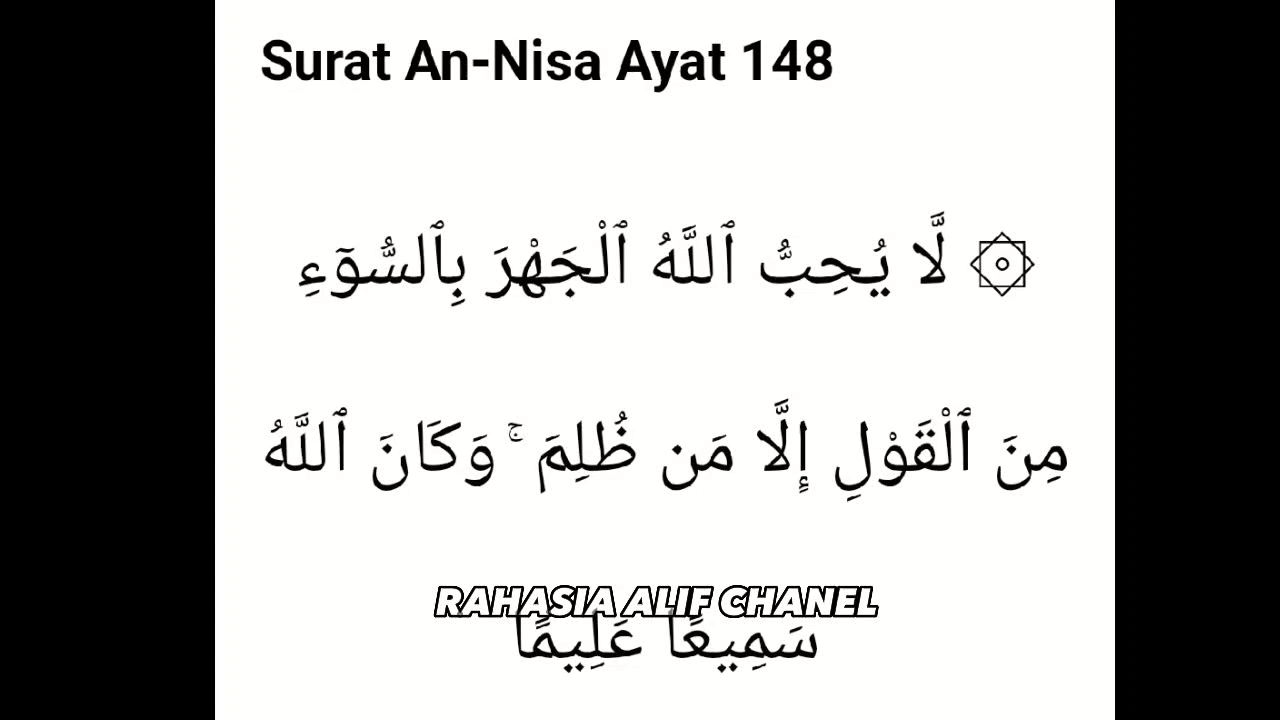 Surat An-Nisa Ayat 148
۞ لَّا يُحِبُّ ٱللَّهُ ٱلْجَهْرَ بِٱلسُّوٓءِ
مِنَ ٱلْقَوْلِ إِلَّا مَن ظُلِمَ ۚ وَكَانَ ٱللَّهُ
RAHASIA ALIF CHANEL
سَمِيعًا عَلِيمًا